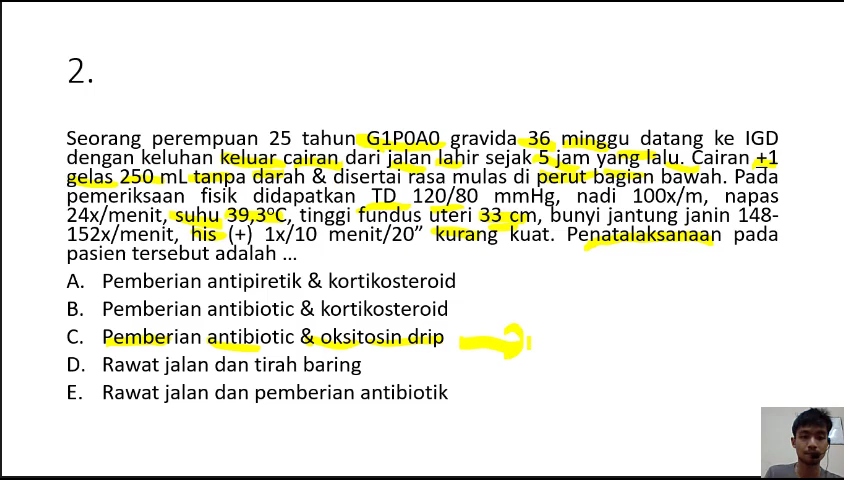 2.
Seorang perempuan 25 tahun G1P0A0 gravida 36 minggu datang ke IGD
dengan keluhan keluar cairan dari jalan lahir sejak 5 jam yang lalu. Cairan +1
gelas 250 mL tanpa darah & disertai rasa mulas di perut bagian bawah. Pada
pemeriksaan fisik didapatkan TD 120/80 mmHg, nadi 100x/m, napas
24x/menit, suhu 39,3°C, tinggi fundus uteri 33 cm, bunyi jantung janin 148-
152x/menit, his (+) 1x/10 menit/20” kurang kuat. Penatalaksanaan pada
pasien tersebut adalah ...
A. Pemberian antipiretik & kortikosteroid
B. Pemberian antibiotic & kortikosteroid
C. Pemberian antibiotic & oksitosin drip
D. Rawat jalan dan tirah baring
E. Rawat jalan dan pemberian antibiotik